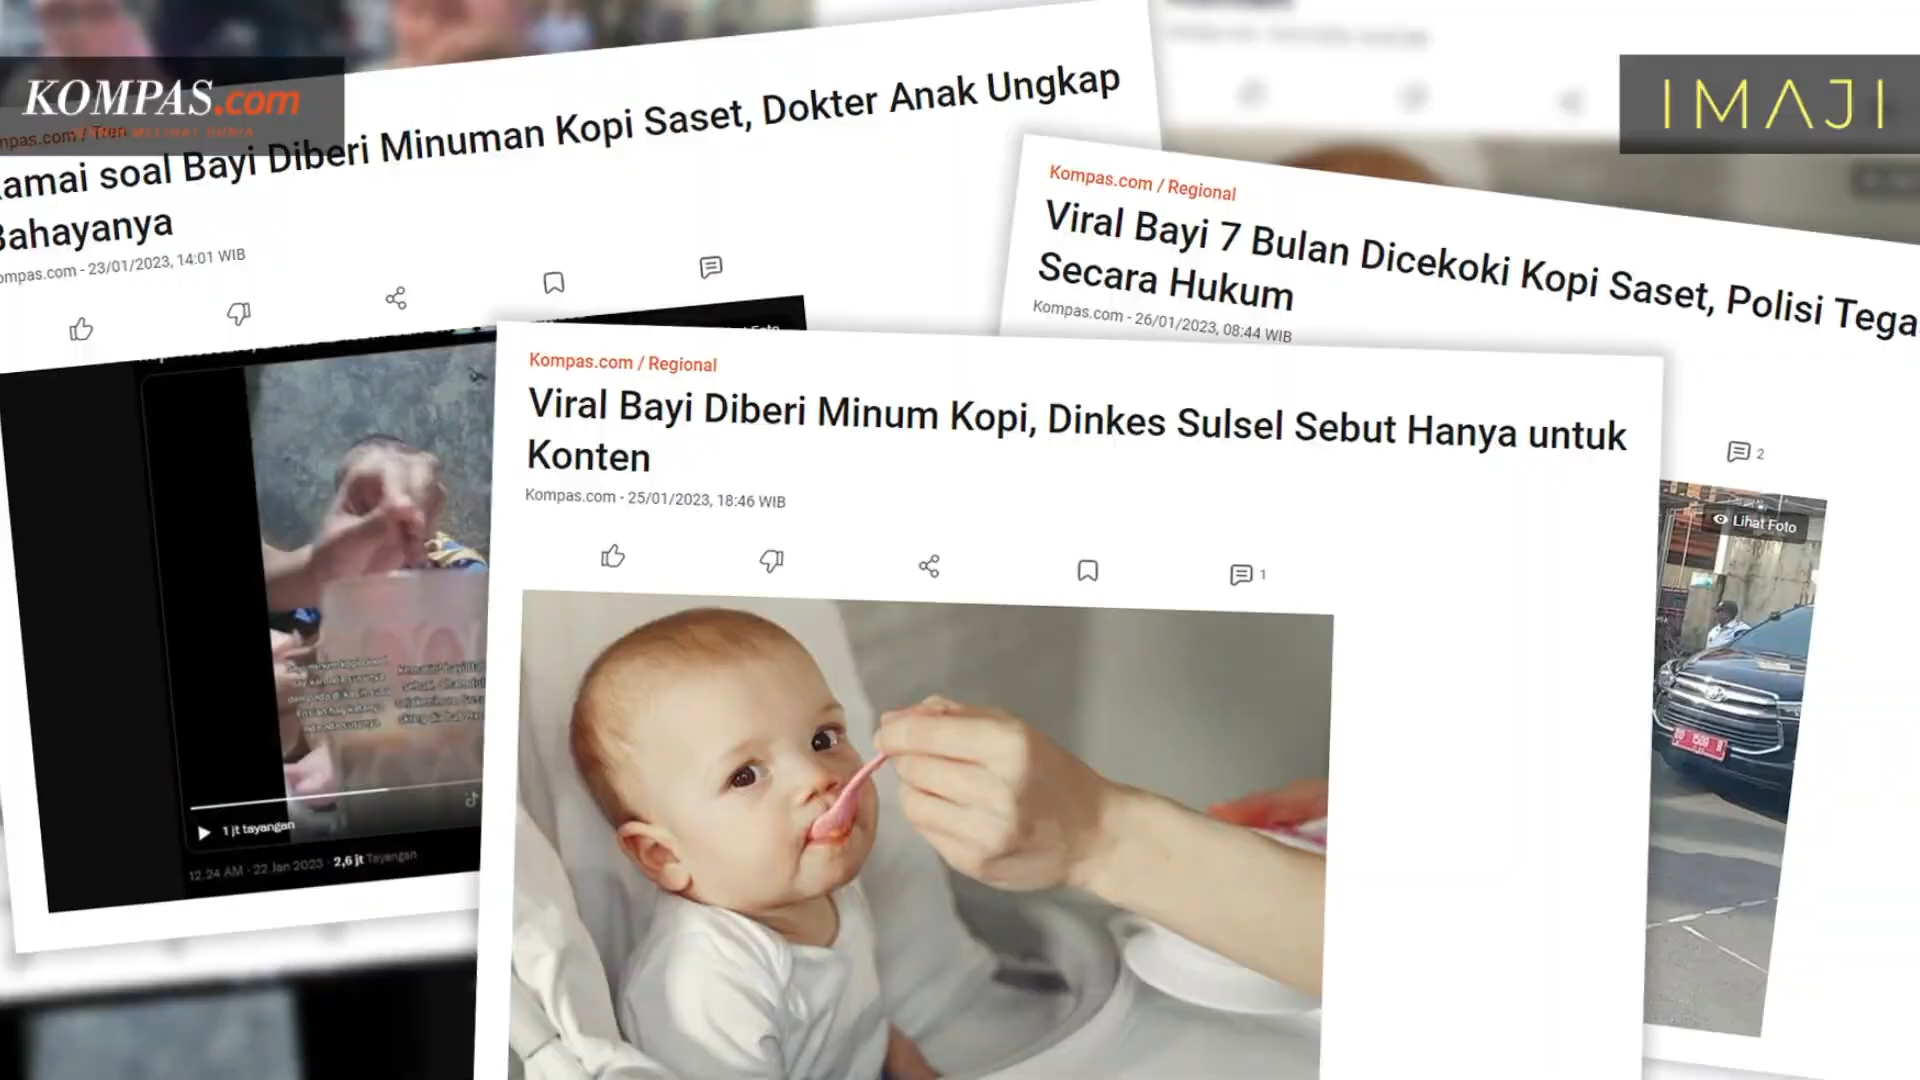 KOMPAS.com
IMAJI
amai soal Bayi Diberi Minuman Kopi Saset, Dokter Anak Ungkap
Bahayanya
ompas.com - 23/01/2023, 14:01 WIB
1 jt tayangan
12.24 AM · 22 Jan 2023 · 2,6 jt Tayangan
Kompas.com / Regional
Viral Bayi 7 Bulan Dicekoki Kopi Saset, Polisi Tega
Secara Hukum
Kompas.com - 26/01/2023, 08:44 WIB
2
Lihat Foto
Kompas.com / Regional
Viral Bayi Diberi Minum Kopi, Dinkes Sulsel Sebut Hanya untuk
Konten
Kompas.com - 25/01/2023, 18:46 WIB
1